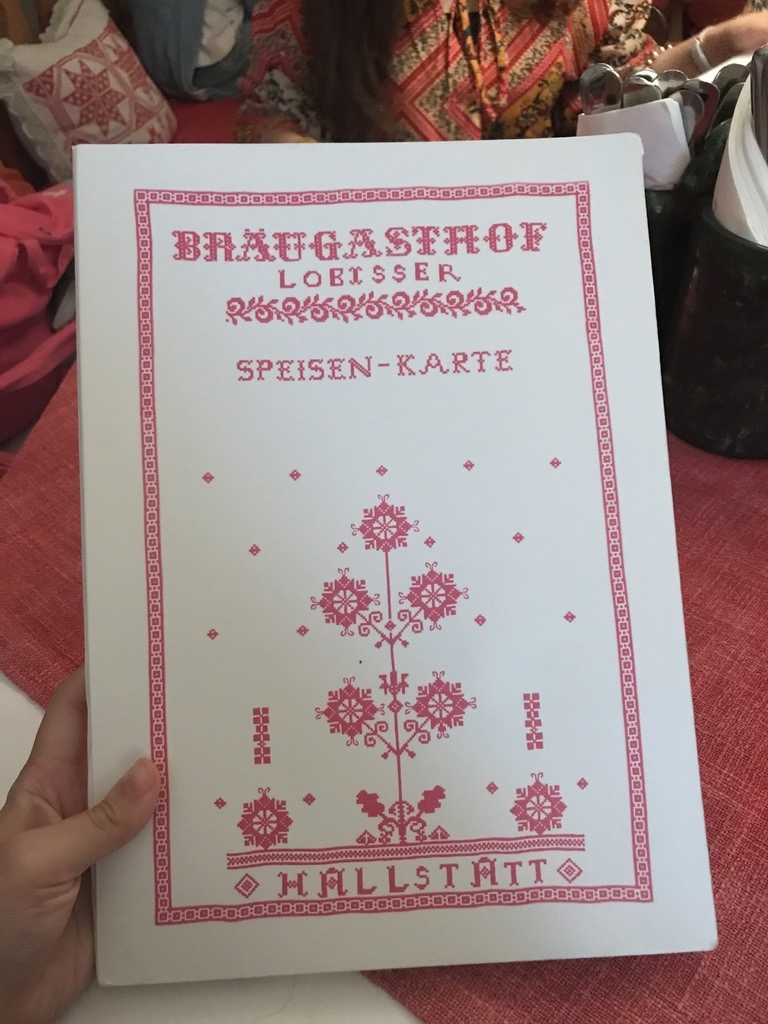 BRÄUGASTHOF
LOBISSER
SPEISEN-KARTE
HALLSTATT